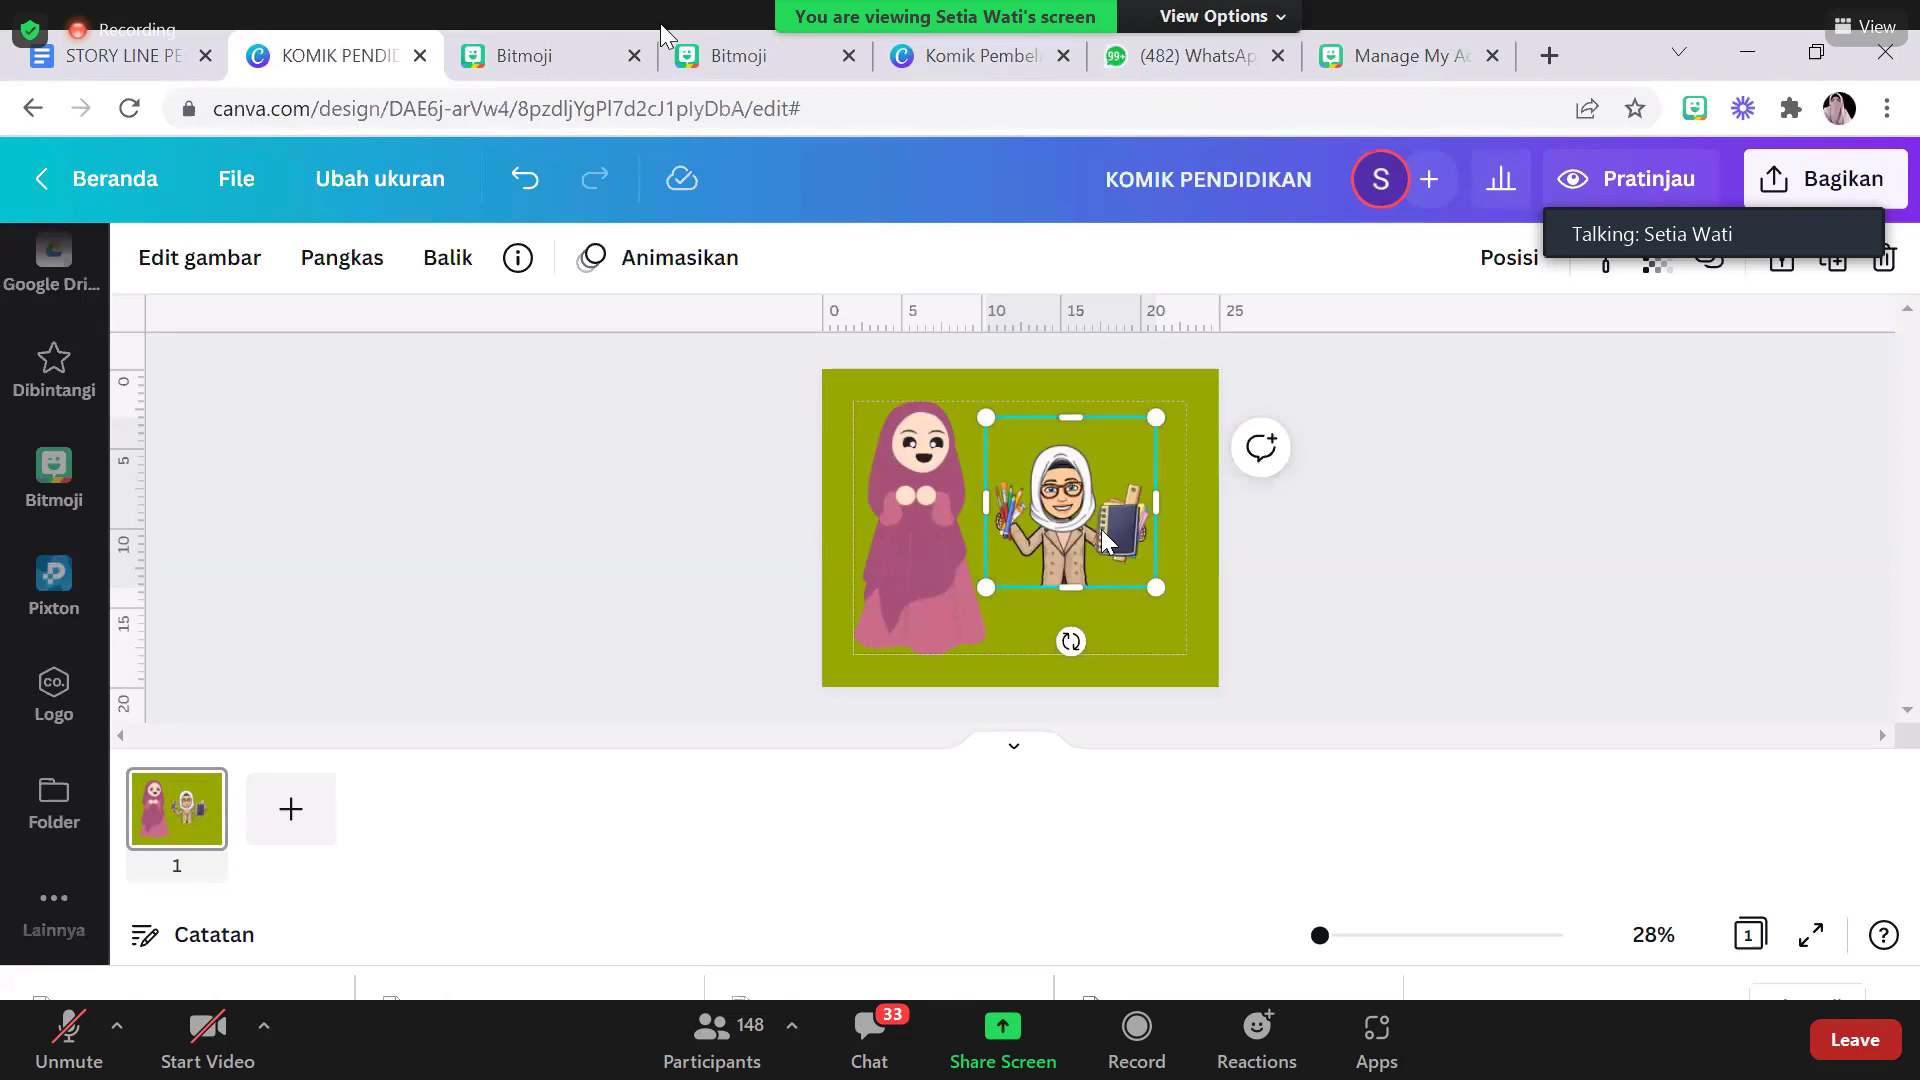 You are viewing Setia Wati's screen
View Options
Recording
View
STORY LINE PE
KOMIK PENDID
Bitmoji
Bitmoji
Komik Pembel
(482) WhatsAp
Manage My Ac
canva.com/design/DAE6j-arVw4/8pzdljYgPl7d2cJ1plyDbA/edit#
Beranda
File
Ubah ukuran
KOMIK PENDIDIKAN
S
Pratinjau
Bagikan
Talking: Setia Wati
Edit gambar
Pangkas
Balik
Animasikan
Posisi
Google Dri...
Dibintangi
Bitmoji
Pixton
co.
Logo
Folder
Lainnya
0 5 10 15 20 25
0
5
10
15
20
1
Catatan
28%
1
Unmute
Start Video
148
Participants
33
Chat
Share Screen
Record
Reactions
Apps
Leave